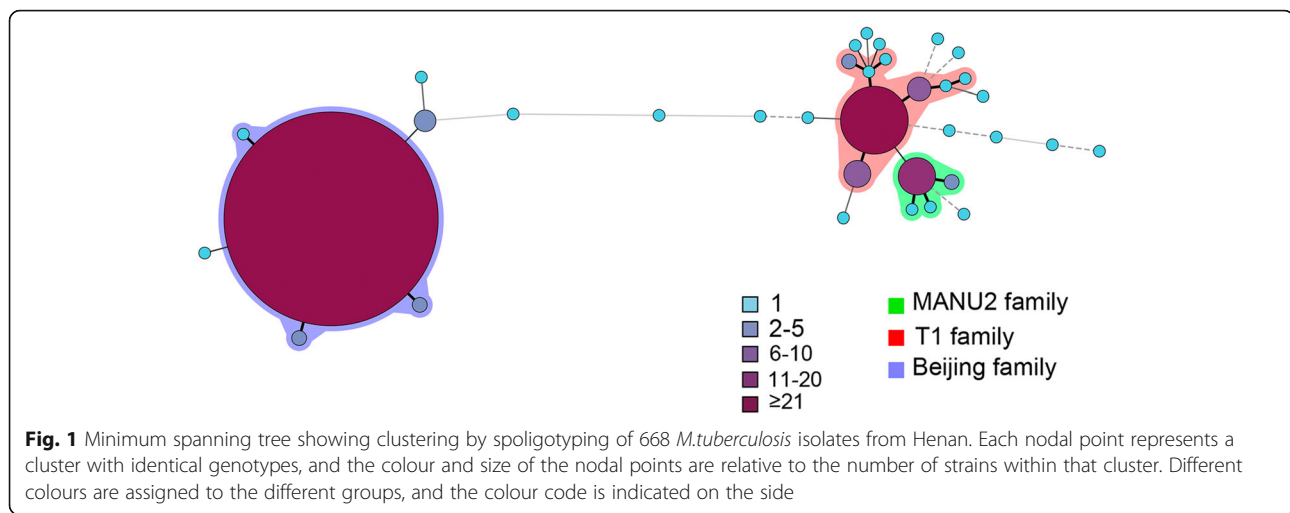 1
2-5
6-10
11-20
≥21
MANU2 family
T1 family
Beijing family
Fig. 1 Minimum spanning tree showing clustering by spoligotyping of 668 M.tuberculosis isolates from Henan. Each nodal point represents a
cluster with identical genotypes, and the colour and size of the nodal points are relative to the number of strains within that cluster. Different
colours are assigned to the different groups, and the colour code is indicated on the side